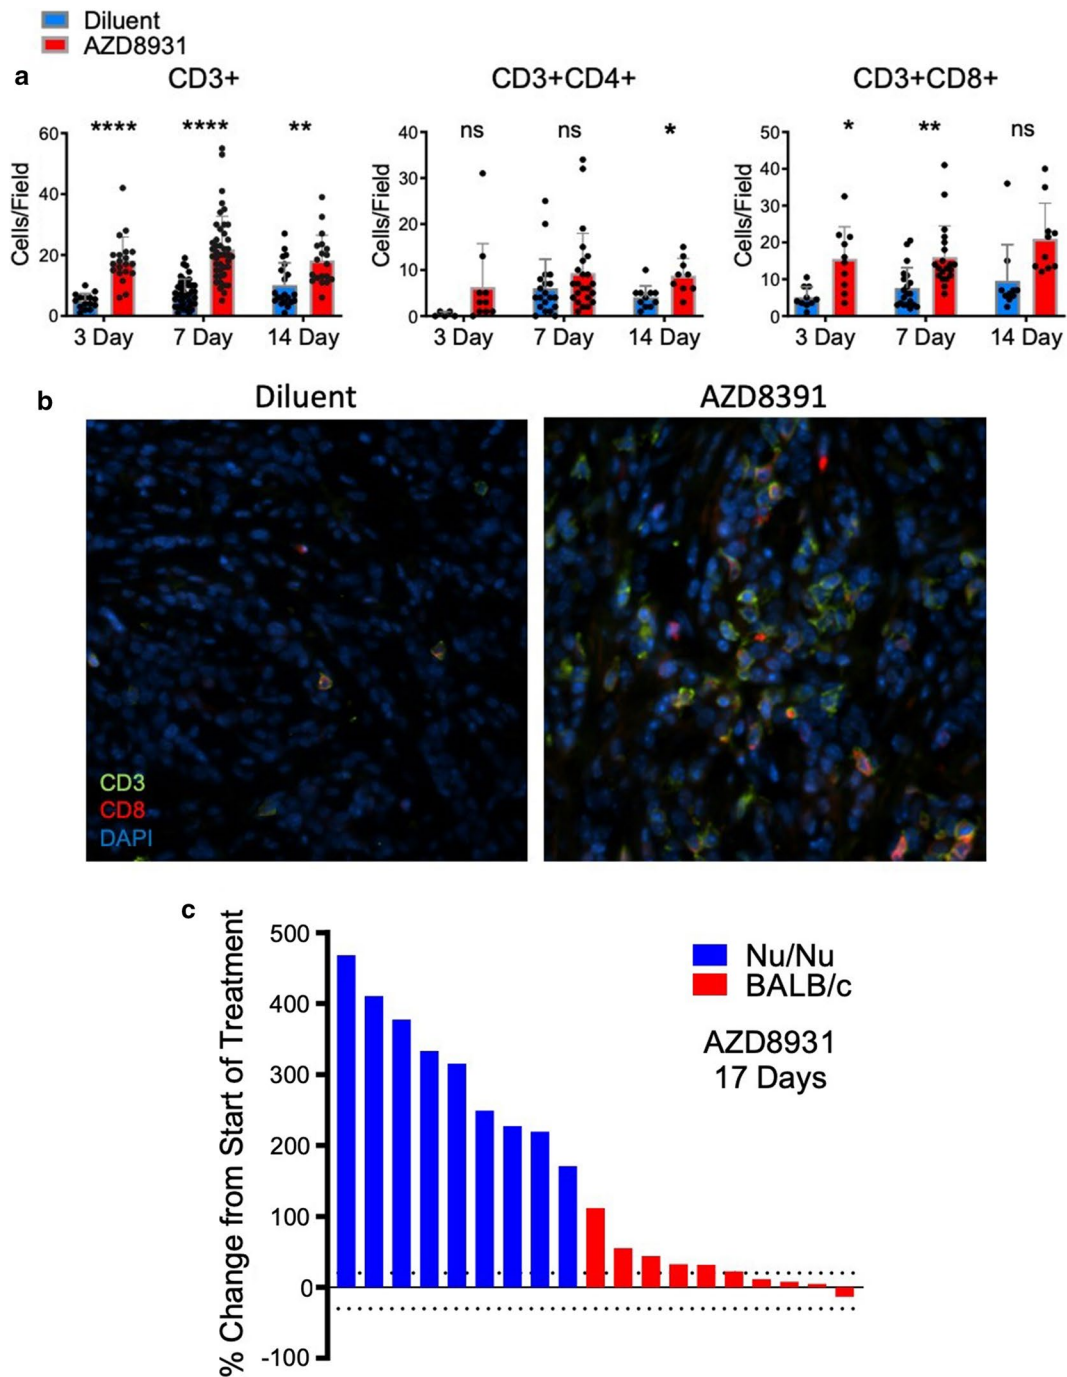 Diluent
AZD8931
a
CD3+
CD3+CD4+
CD3+CD8+
**** **** **
ns ns *
* ** ns
Cells/Field
60
40
20
0
3 Day 7 Day 14 Day
Cells/Field
40
30
20
10
0
3 Day 7 Day 14 Day
Cells/Field
50
40
30
20
10
0
3 Day 7 Day 14 Day
b
Diluent
AZD8391
CD3
CD8
DAPI
c
% Change from Start of Treatment
500
400
300
200
100
0
-100
Nu/Nu
BALB/c
AZD8931
17 Days